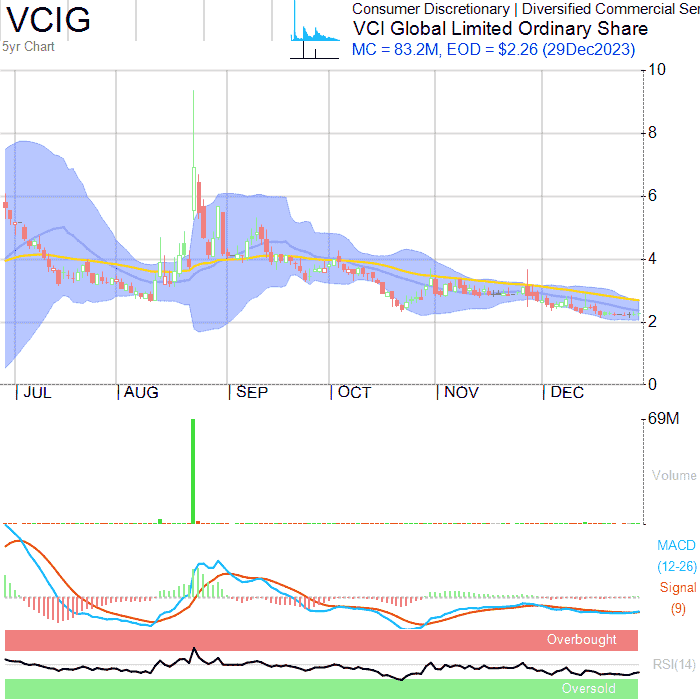 VCIG
Consumer Discretionary | Diversified Commercial Ser
VCI Global Limited Ordinary Share
5yr Chart
MC = 83.2M, EOD = $2.26 (29Dec2023)
10
8
6
4
2
0
JUL AUG SEP OCT NOV DEC
69M
Volume
MACD
(12-26)
Signal
(9)
Overbought
RSI(14)
Oversold